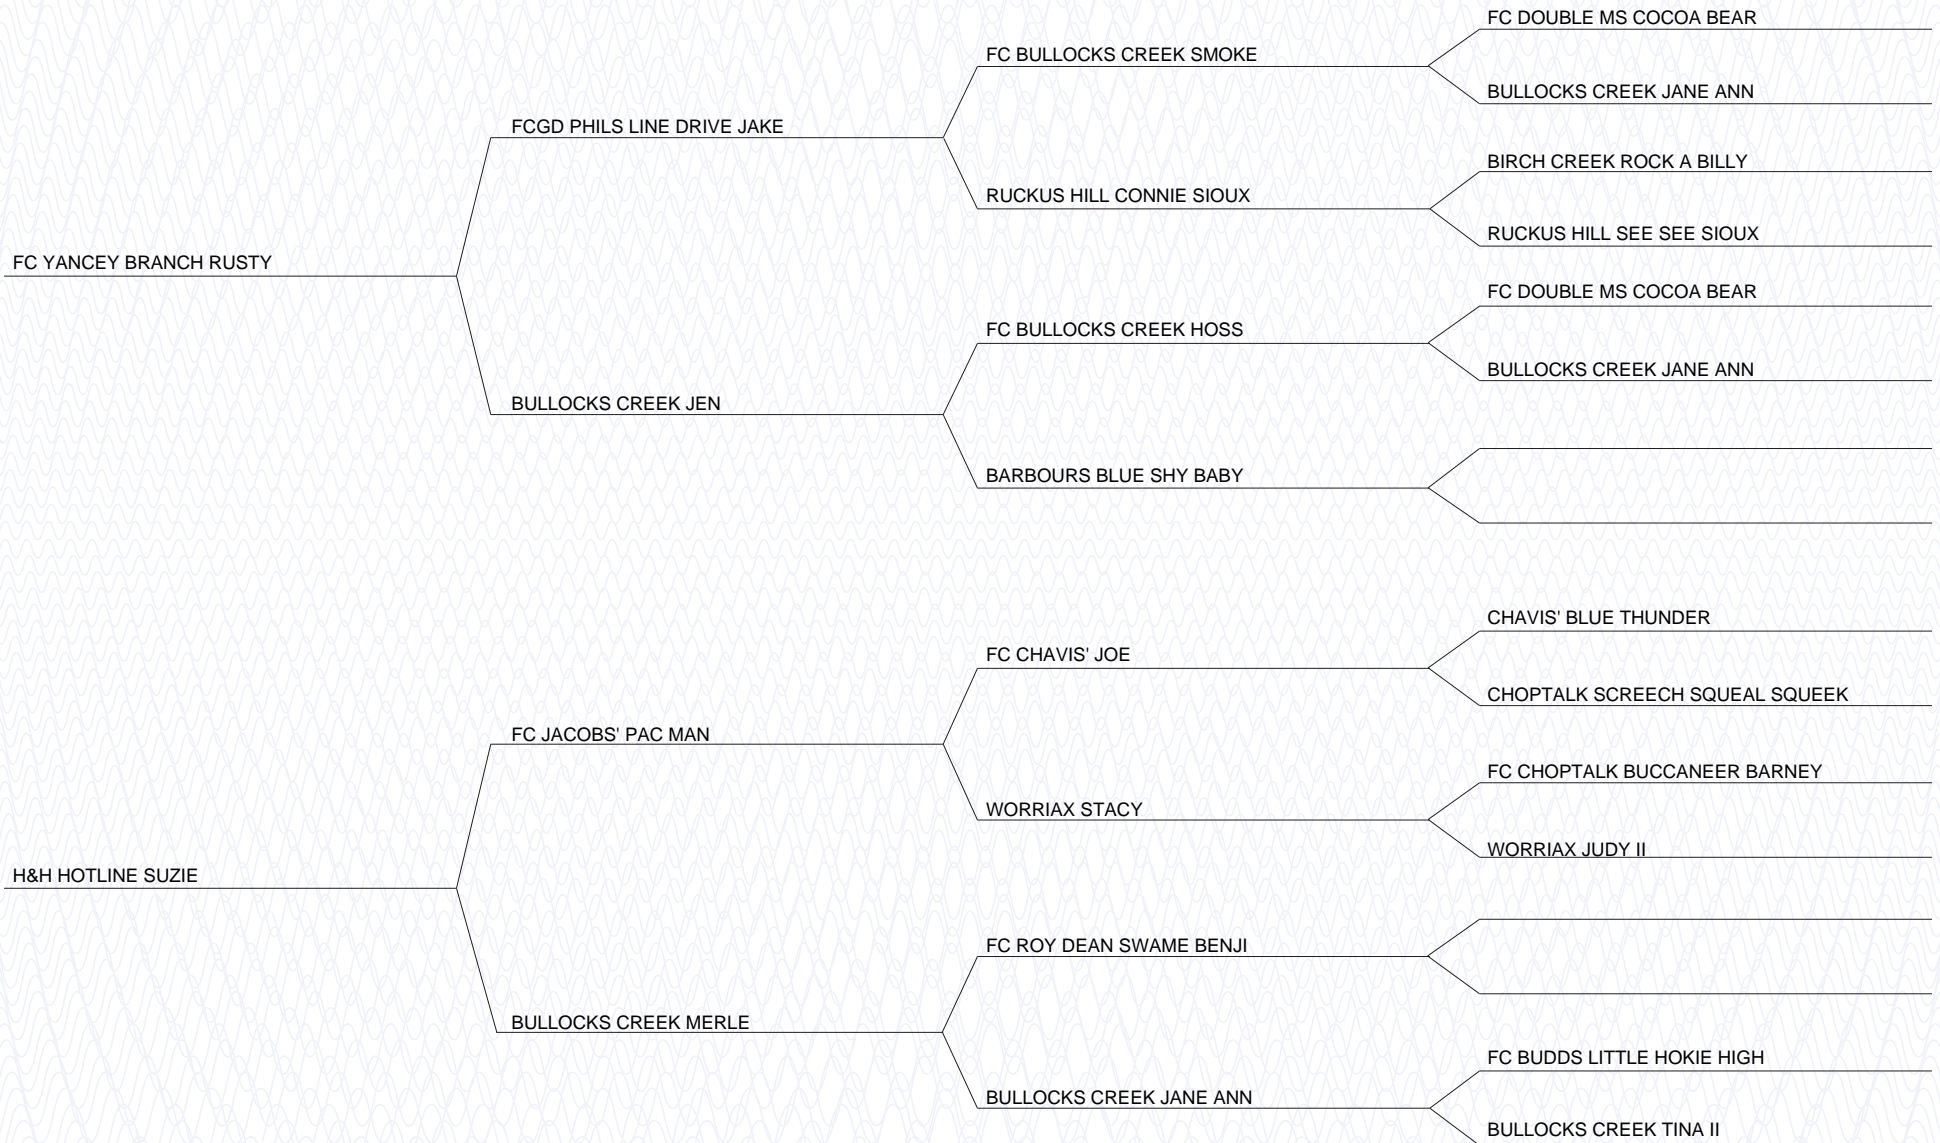 FC DOUBLE MS COCOA BEAR
FC BULLOCKS CREEK SMOKE
BULLOCKS CREEK JANE ANN
FCGD PHILS LINE DRIVE JAKE
BIRCH CREEK ROCK A BILLY
RUCKUS HILL CONNIE SIOUX
RUCKUS HILL SEE SEE SIOUX
FC YANCEY BRANCH RUSTY
FC DOUBLE MS COCOA BEAR
FC BULLOCKS CREEK HOSS
BULLOCKS CREEK JANE ANN
BULLOCKS CREEK JEN
BARBOURS BLUE SHY BABY
CHAVIS' BLUE THUNDER
FC CHAVIS' JOE
CHOPTALK SCREECH SQUEAL SQUEEK
FC JACOBS' PAC MAN
FC CHOPTALK BUCCANEER BARNEY
WORRIAX STACY
WORRIAX JUDY II
H&H HOTLINE SUZIE
FC ROY DEAN SWAME BENJI
BULLOCKS CREEK MERLE
FC BUDDS LITTLE HOKIE HIGH
BULLOCKS CREEK JANE ANN
BULLOCKS CREEK TINA II